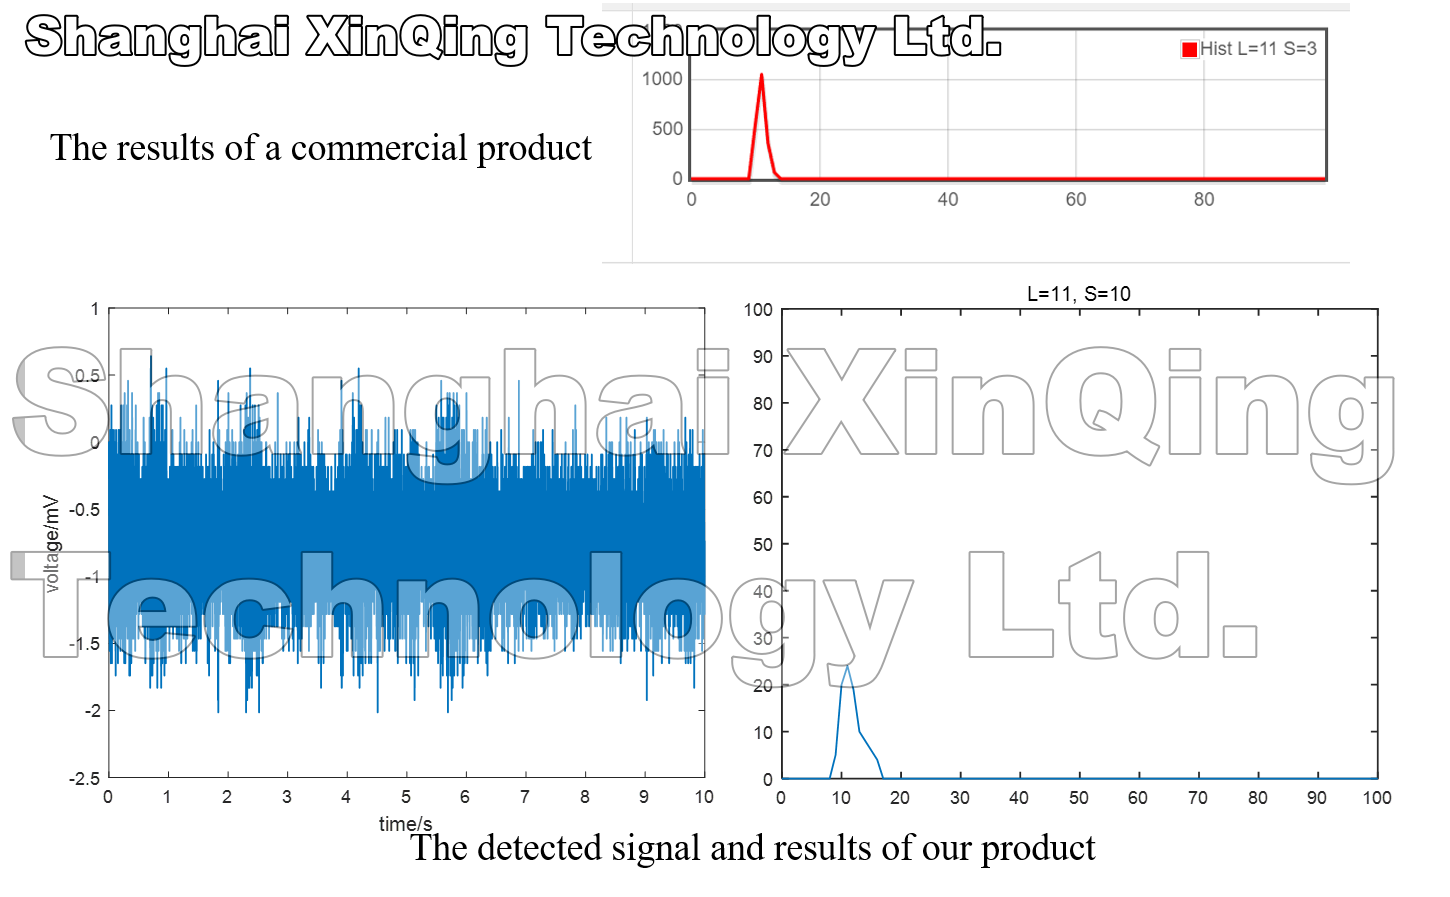 Shanghai XinQing Technology Ltd.
Hist L=11 S=3
1000
500
0
0 20 40 60 80
The results of a commercial product
1
0.5
0
-0.5
-1
-1.5
-2
-2.5
voltage/mV
0 1 2 3 4 5 6 7 8 9 10
time/s
L=11, S=10
100
90
80
70
60
50
40
30
20
10
0
0 10 20 30 40 50 60 70 80 90 100
Shanghai XinQing
Technology Ltd.
The detected signal and results of our product